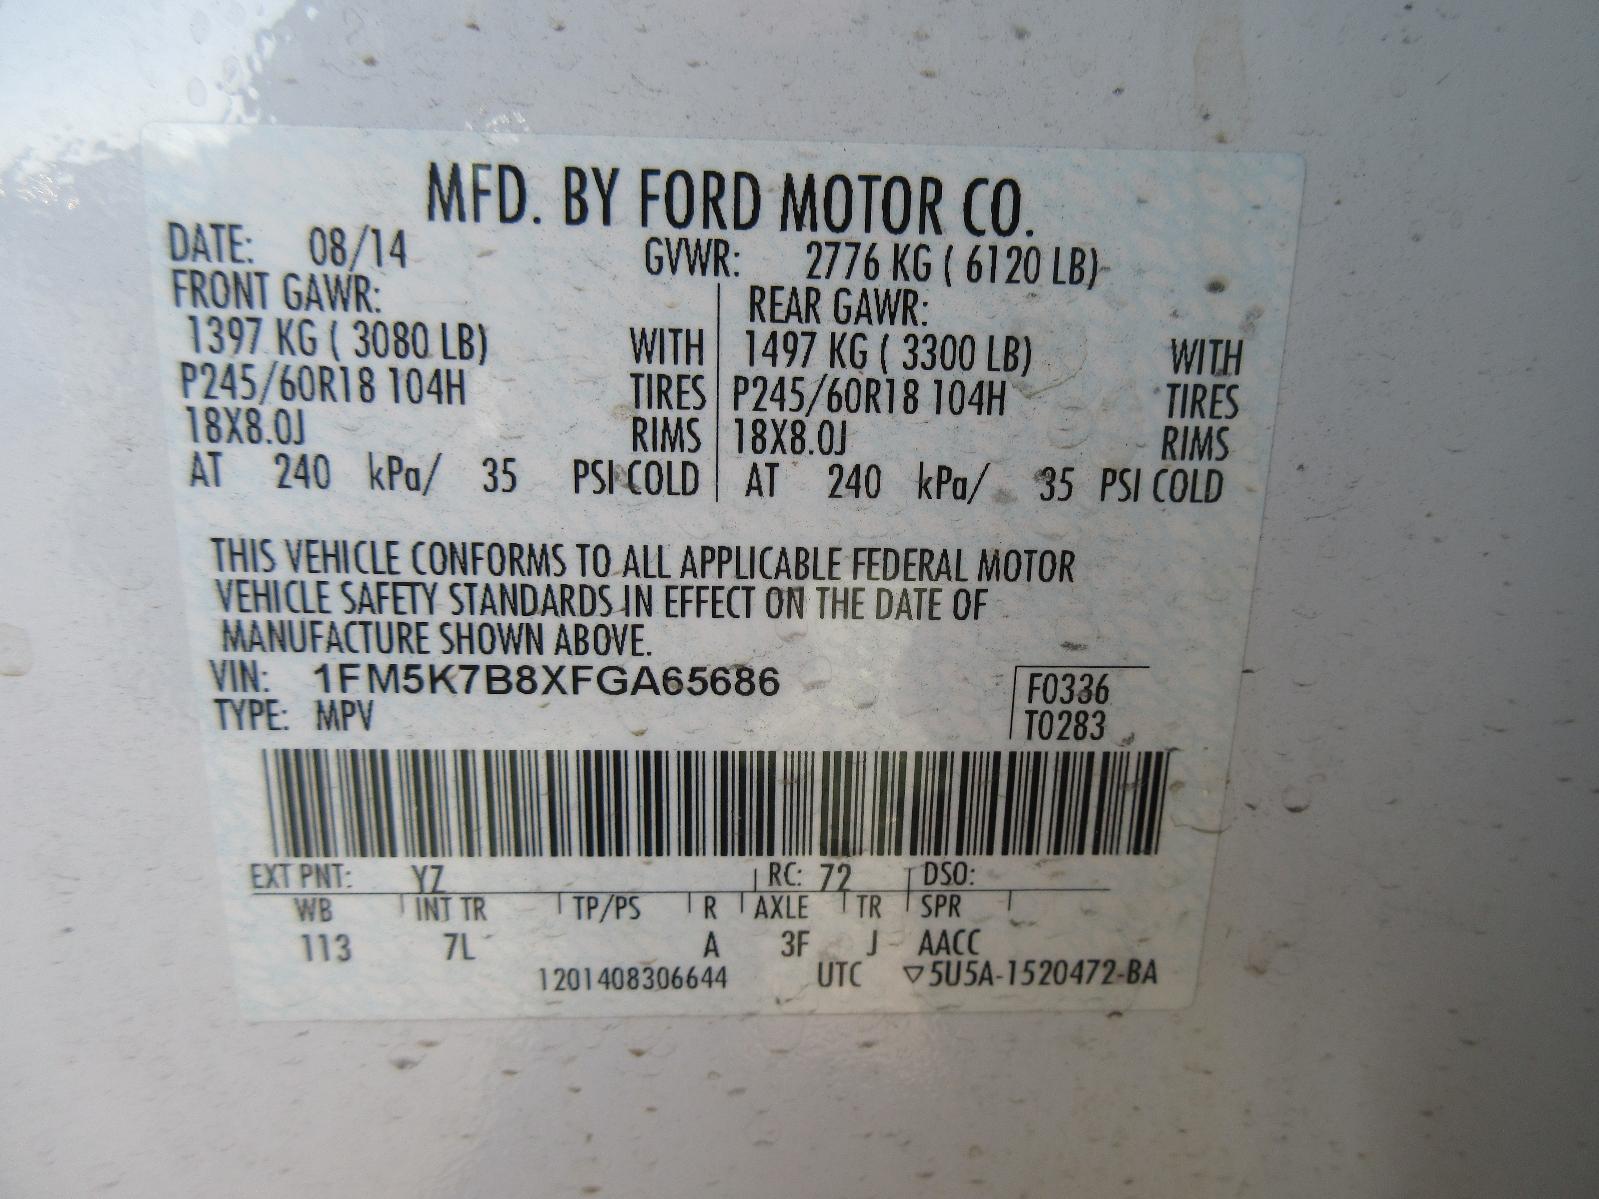 MFD. BY FORD MOTOR CO.
DATE: 08/14 GVWR: 2776 KG ( 6120 LB)
FRONT GAWR: REAR GAWR:
1397 KG ( 3080 LB) WITH 1497 KG ( 3300 LB) WITH
P245/60R18 104H TIRES P245/60R18 104H TIRES
18X8.0J RIMS 18X8.0J RIMS
AT 240 kPa/ 35 PSI COLD AT 240 kPa/ 35 PSI COLD
THIS VEHICLE CONFORMS TO ALL APPLICABLE FEDERAL MOTOR
VEHICLE SAFETY STANDARDS IN EFFECT ON THE DATE OF
MANUFACTURE SHOWN ABOVE.
VIN: 1FM5K7B8XFGA65686 F0336
TYPE: MPV T0283
EXT PNT: YZ RC: 72 DSO:
WB INT TR TP/PS R AXLE TR SPR
113 7L A 3F J AACC
1201408306644 UTC ▽5U5A-1520472-BA